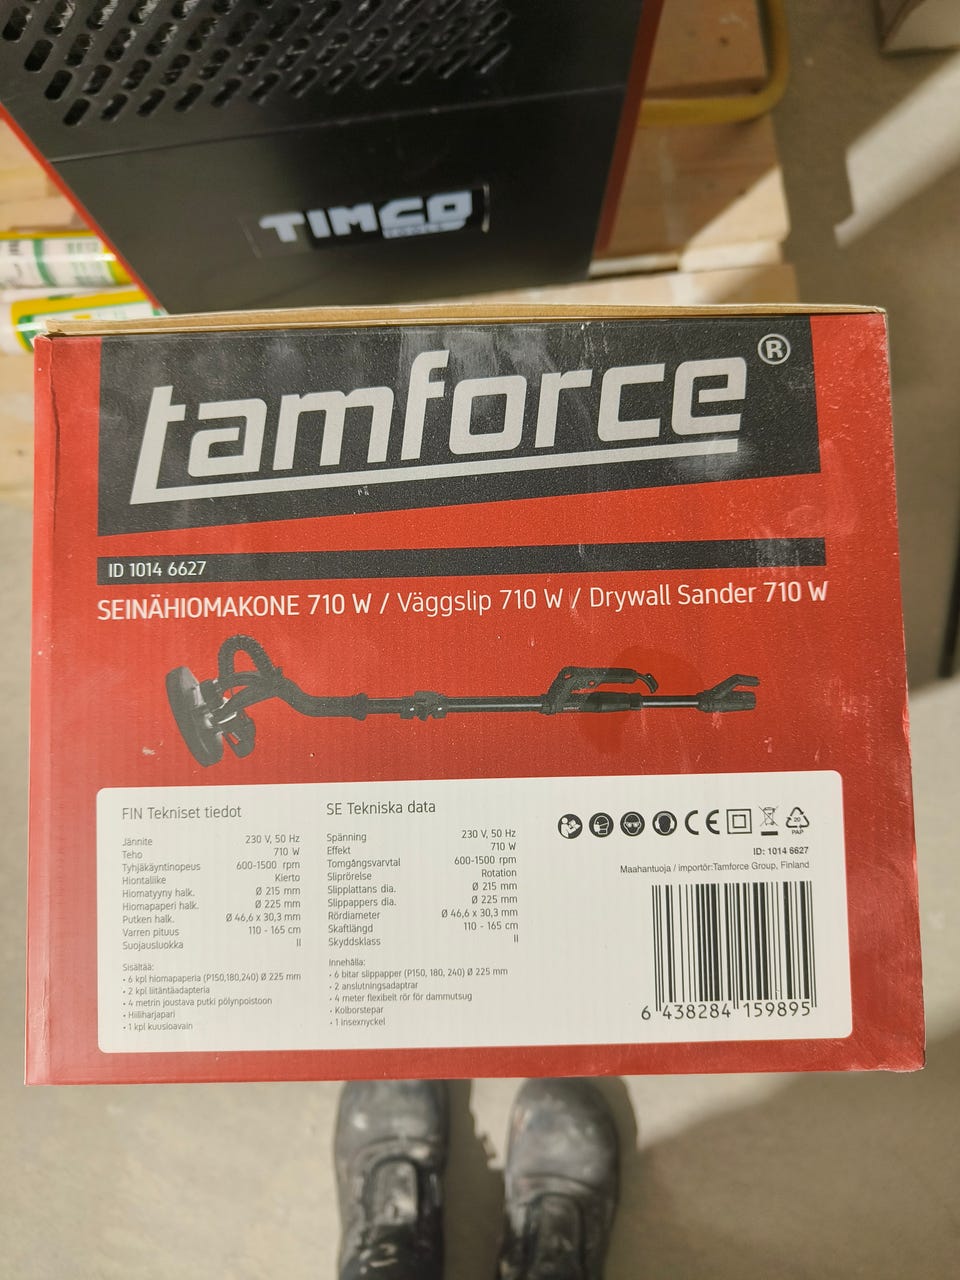 TIMCO
tamforce®
ID 1014 6627
SEINÄHIOMAKONE 710 W / Väggslip 710 W / Drywall Sander 710 W
FIN Tekniset tiedot
Jännite 230 V, 50 Hz
Teho 710 W
Tyhjäkäyntinopeus 600-1500 rpm
Hiontaliike Kierto
Hiomatyyny halk. Ø 215 mm
Hiomapaperi halk. Ø 225 mm
Putken halk. Ø 46,6 x 30,3 mm
Varren pituus 110 - 165 cm
Suojausluokka II
Sisältää:
• 6 kpl hiomapaperia (P150,180,240) Ø 225 mm
• 2 kpl liitäntäadapteria
• 4 metrin joustava putki pölynpoistoon
• Hiiliharjapari
• 1 kpl kuusioavain
SE Tekniska data
Spänning 230 V, 50 Hz
Effekt 710 W
Tomgångsvarvtal 600-1500 rpm
Sliprörelse Rotation
Slipplattans dia. Ø 215 mm
Slippappers dia. Ø 225 mm
Rördiameter Ø 46,6 x 30,3 mm
Skaftlängd 110 - 165 cm
Skyddsklass II
Innehålla:
• 6 bitar slippapper (P150, 180, 240) Ø 225 mm
• 2 anslutningsadaptrar
• 4 meter flexibelt rör för dammutsug
• Kolborstepar
• 1 insexnyckel
CE
20
PAP
ID: 1014 6627
Maahantuoja / importör:Tamforce Group, Finland
6 438284 159895